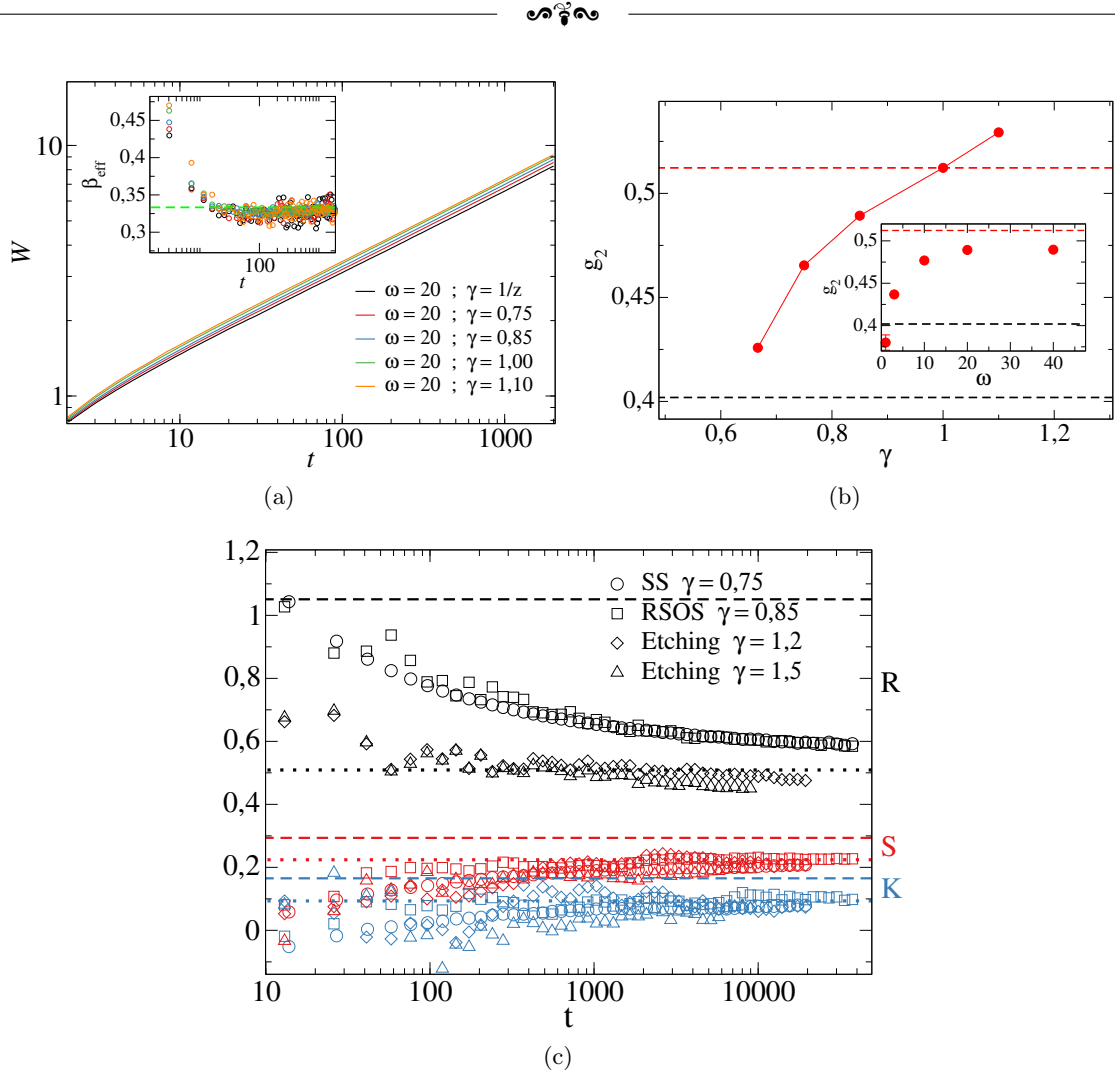 10
1
W
10
100
1000
t
0,45
0,4
0,35
0,3
β_eff
100
t
ω = 20 ; γ = 1/z
ω = 20 ; γ = 0,75
ω = 20 ; γ = 0,85
ω = 20 ; γ = 1,00
ω = 20 ; γ = 1,10
(a)
0,5
0,45
0,4
g₂
0,6
0,8
1
1,2
γ
0,5
0,45
0,4
g₂
0
10
20
30
40
ω
(b)
1,2
1
0,8
0,6
0,4
0,2
0
SS γ = 0,75
RSOS γ = 0,85
Etching γ = 1,2
Etching γ = 1,5
R
S
K
10
100
1000
10000
t
(c)